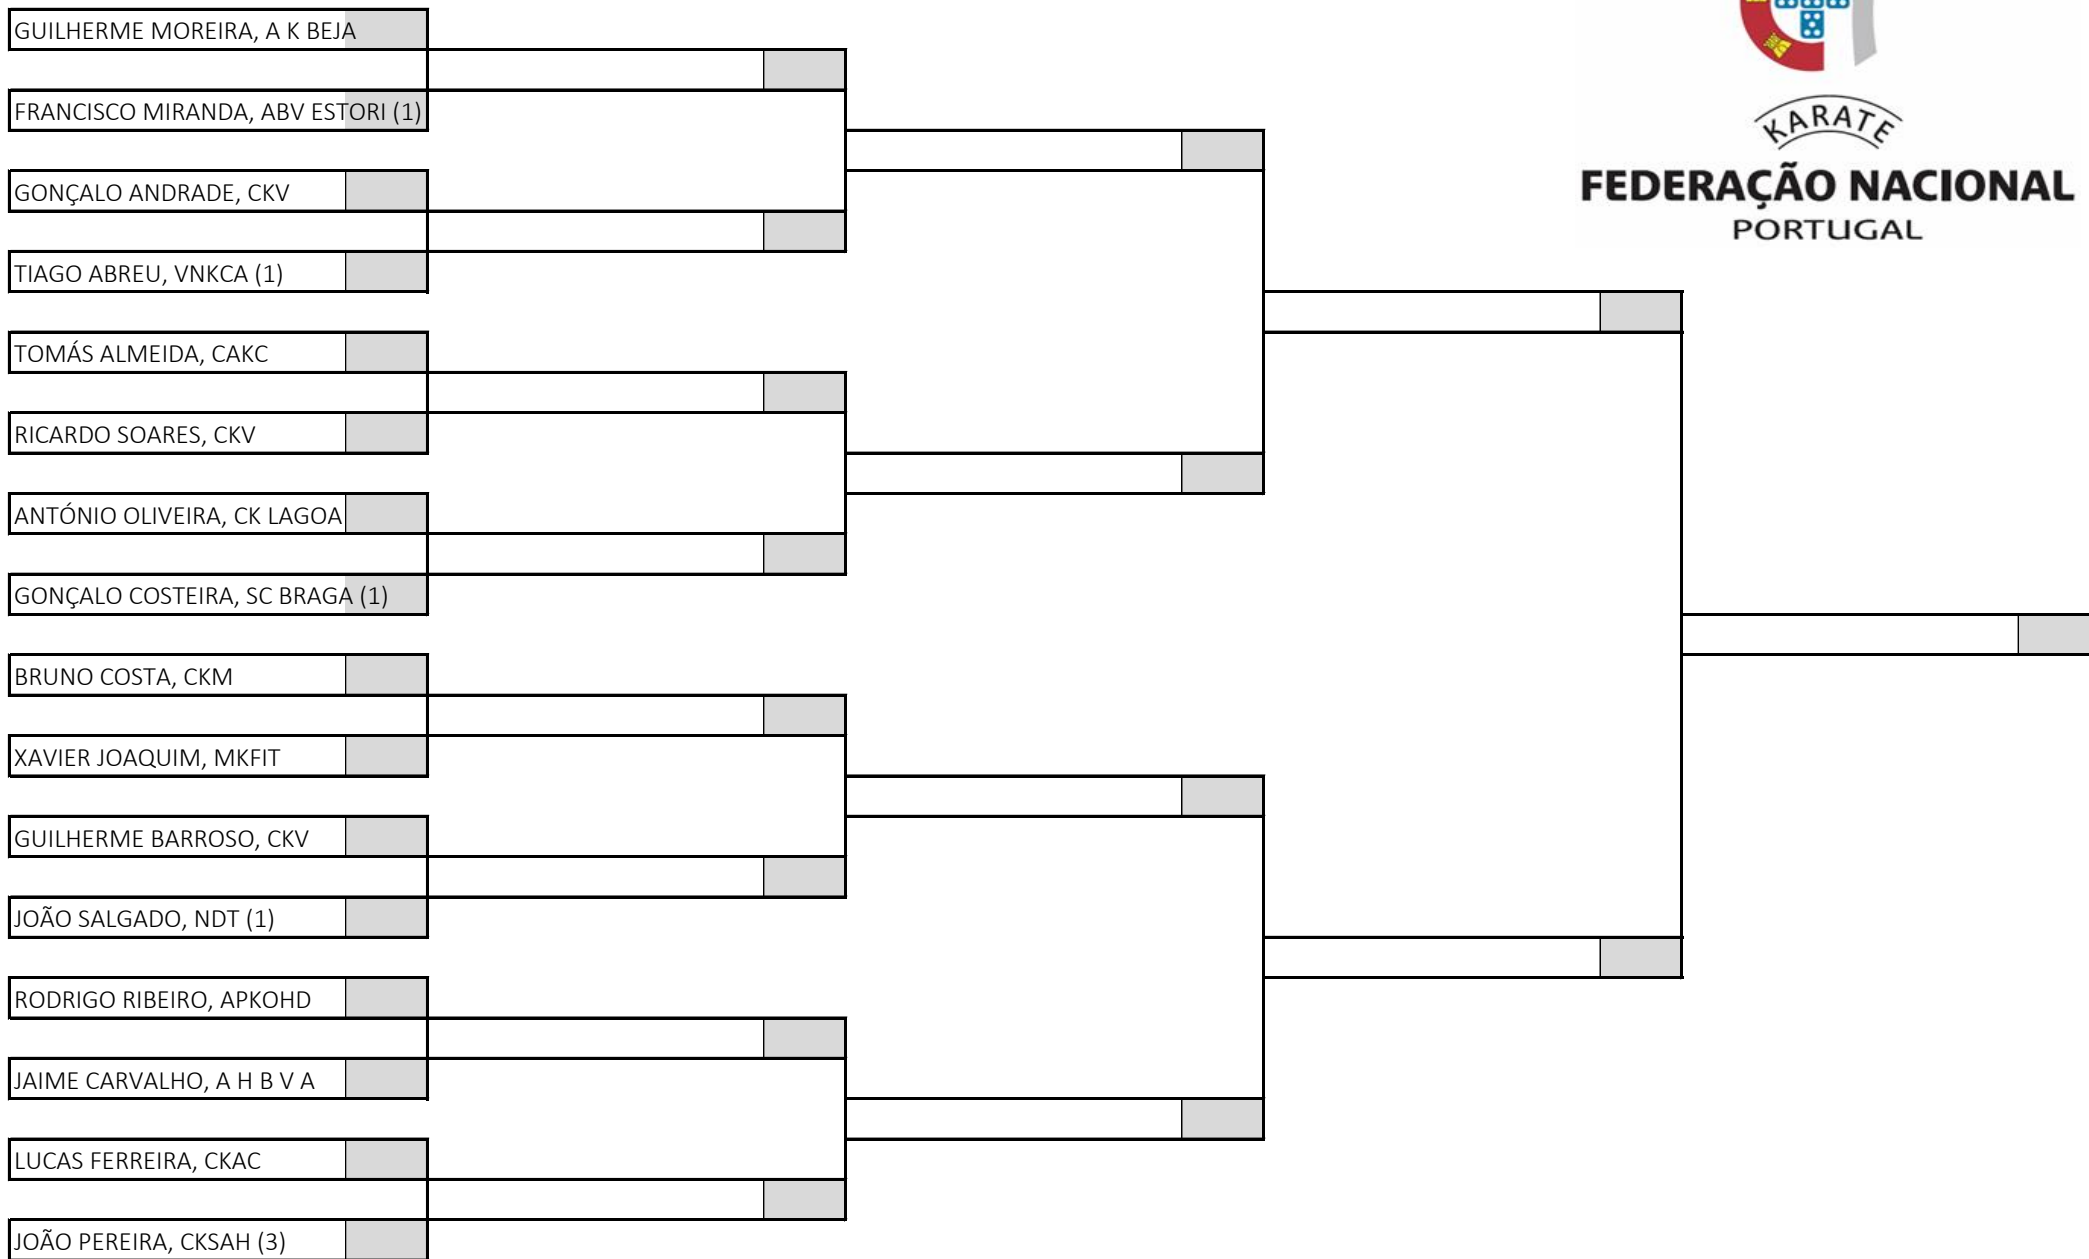 GUILHERME MOREIRA, A K BEJA
FRANCISCO MIRANDA, ABV ESTORI (1)
KARATE
FEDERAÇÃO NACIONAL
PORTUGAL
GONÇALO ANDRADE, CKV
TIAGO ABREU, VNKCA (1)
TOMÁS ALMEIDA, CAKC
RICARDO SOARES, CKV
ANTÓNIO OLIVEIRA, CK LAGOA
GONÇALO COSTEIRA, SC BRAGA (1)
BRUNO COSTA, CKM
XAVIER JOAQUIM, MKFIT
GUILHERME BARROSO, CKV
JOÃO SALGADO, NDT (1)
RODRIGO RIBEIRO, APKOHD
JAIME CARVALHO, A H B V A
LUCAS FERREIRA, CKAC
JOÃO PEREIRA, CKSAH (3)